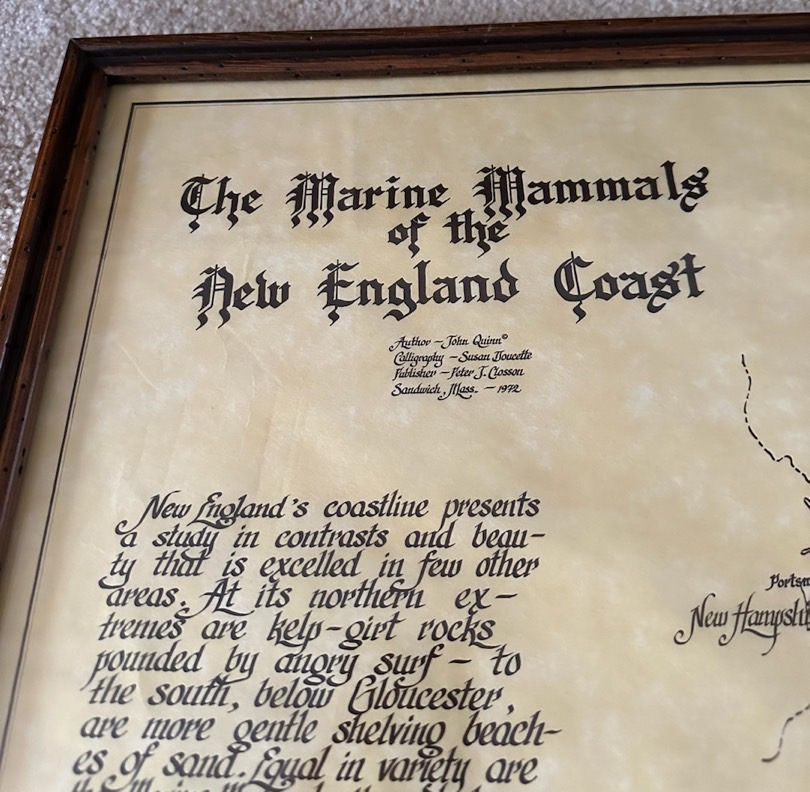 The Marine Mammals
of the
New England Coast
Author – John Quinn©
Calligraphy – Susan Doucette
Publisher – Peter J. Closson
Sandwich, Mass. – 1972
New England's coastline presents
a study in contrasts and beau-
ty that is excelled in few other
areas. At its northern ex-
tremes are kelp-girt rocks
pounded by angry surf – to
the south, below Gloucester,
are more gentle shelving beach-
es of sand. Equal in variety are
Portsm
New Hampshi